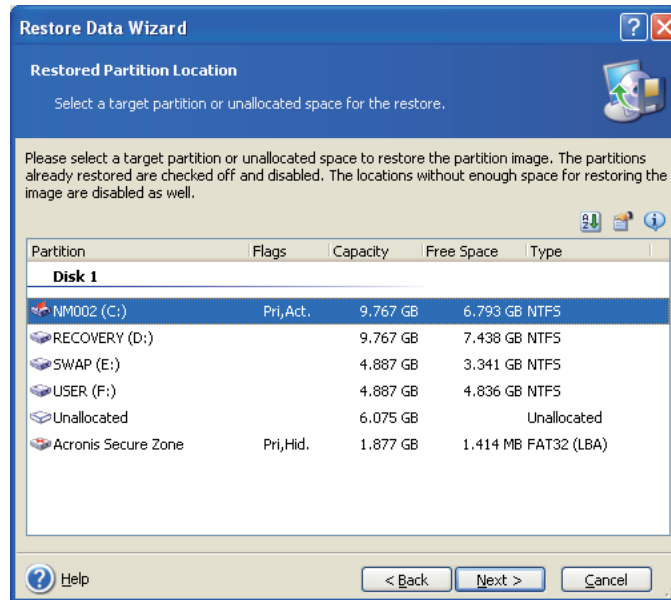 Restore Data Wizard
Restored Partition Location
Select a target partition or unallocated space for the restore.
Please select a target partition or unallocated space to restore the partition image. The partitions
already restored are checked off and disabled. The locations without enough space for restoring the
image are disabled as well.
Partition Flags Capacity Free Space Type
Disk 1
NM002 (C:) Pri,Act. 9.767 GB 6.793 GB NTFS
RECOVERY (D:) 9.767 GB 7.438 GB NTFS
SWAP (E:) 4.887 GB 3.341 GB NTFS
USER (F:) 4.887 GB 4.836 GB NTFS
Unallocated 6.075 GB Unallocated
Acronis Secure Zone Pri,Hid. 1.877 GB 1.414 MB FAT32 (LBA)
Help < Back Next > Cancel